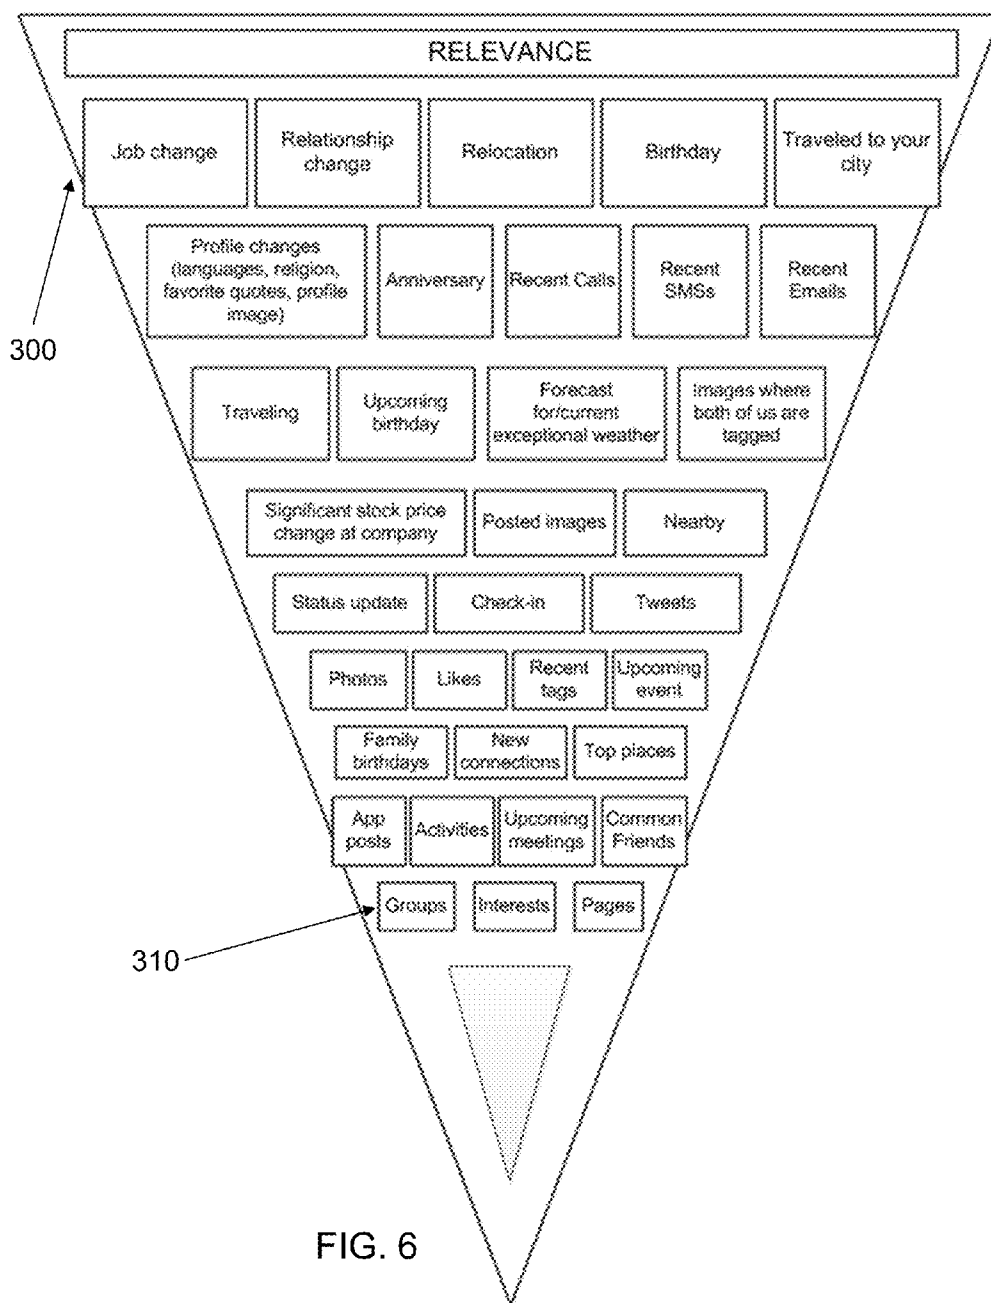 RELEVANCE
Job change
Relationship
change
Relocation
Birthday
Traveled to your
city
300
Profile changes
(languages, religion,
favorite quotes, profile
image)
Anniversary
Recent Calls
Recent
SMSs
Recent
Emails
Traveling
Upcoming
birthday
Forecast
for/current
exceptional weather
Images where
both of us are
tagged
Significant stock price
change at company
Posted images
Nearby
Status update
Check-in
Tweets
Photos
Likes
Recent
tags
Upcoming
event
Family
birthdays
New
connections
Top places
App
posts
Activities
Upcoming
meetings
Common
Friends
Groups
Interests
Pages
310
FIG. 6